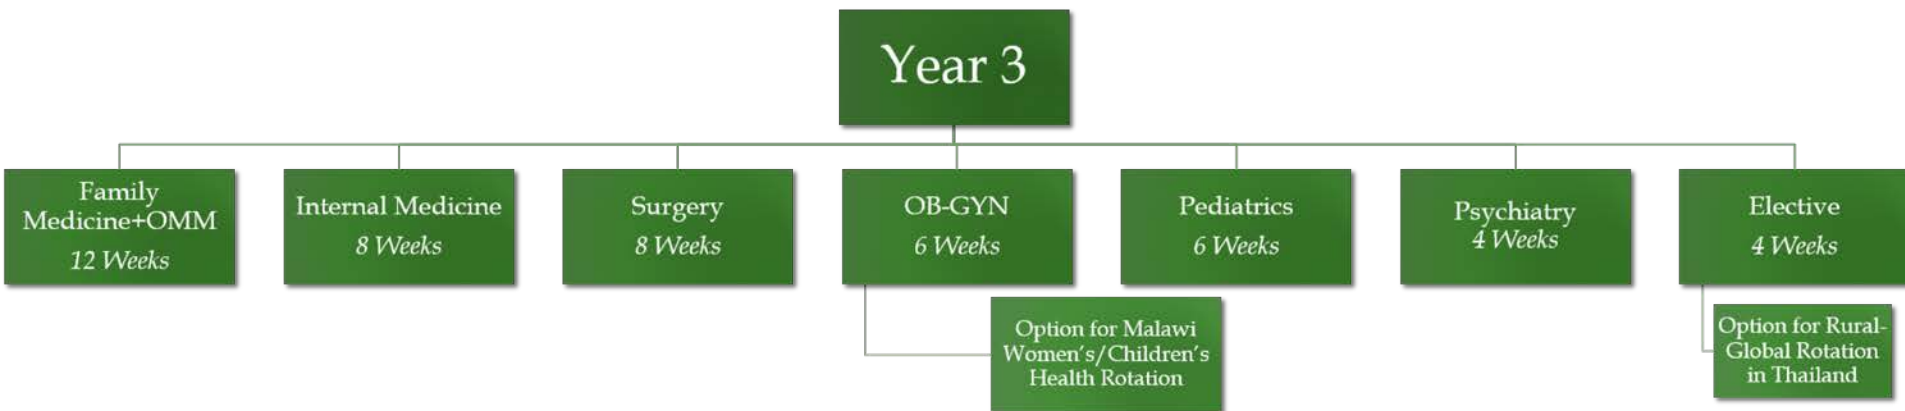 Year 3
Family
Medicine+OMM
12 Weeks
Internal Medicine
8 Weeks
Surgery
8 Weeks
OB-GYN
6 Weeks
Pediatrics
6 Weeks
Psychiatry
4 Weeks
Elective
4 Weeks
Option for Malawi
Women's/Children's
Health Rotation
Option for Rural-
Global Rotation
in Thailand